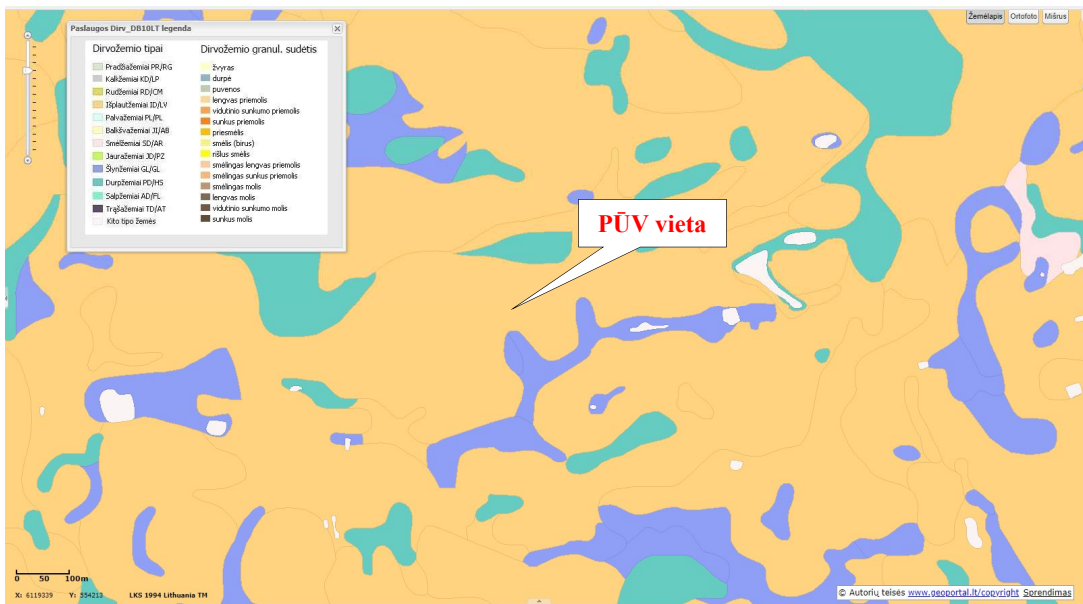 Paslaugos Dirv_DB10LT legenda
Dirvožemio tipai
Pradžiažemiai PR/RG
Kalkžemiai KD/LP
Rudžemiai RD/CM
Išplautžemiai ID/LV
Palvažemiai PL/PL
Balkšvažemiai JI/AB
Smėlžemiai SD/AR
Jauražemiai JD/PZ
Šlynžemiai GL/GL
Durpžemiai PD/HS
Salpžemiai AD/FL
Trąšažemiai TD/AT
Kito tipo žemės
Dirvožemio granul. sudėtis
žvyras
durpė
puvenos
lengvas priemolis
vidutinio sunkumo priemolis
sunkus priemolis
priesmėlis
smėlis (birus)
rišlus smėlis
smėlingas lengvas priemolis
smėlingas sunkus priemolis
smėlingas molis
lengvas molis
vidutinio sunkumo molis
sunkus molis
Žemėlapis Ortofoto Mišrus
PŪV vieta
0 50 100m
X: 6119339 Y: 554213 LKS 1994 Lithuania TM
© Autorių teisės www.geoportal.lt/copyright Sprendimas